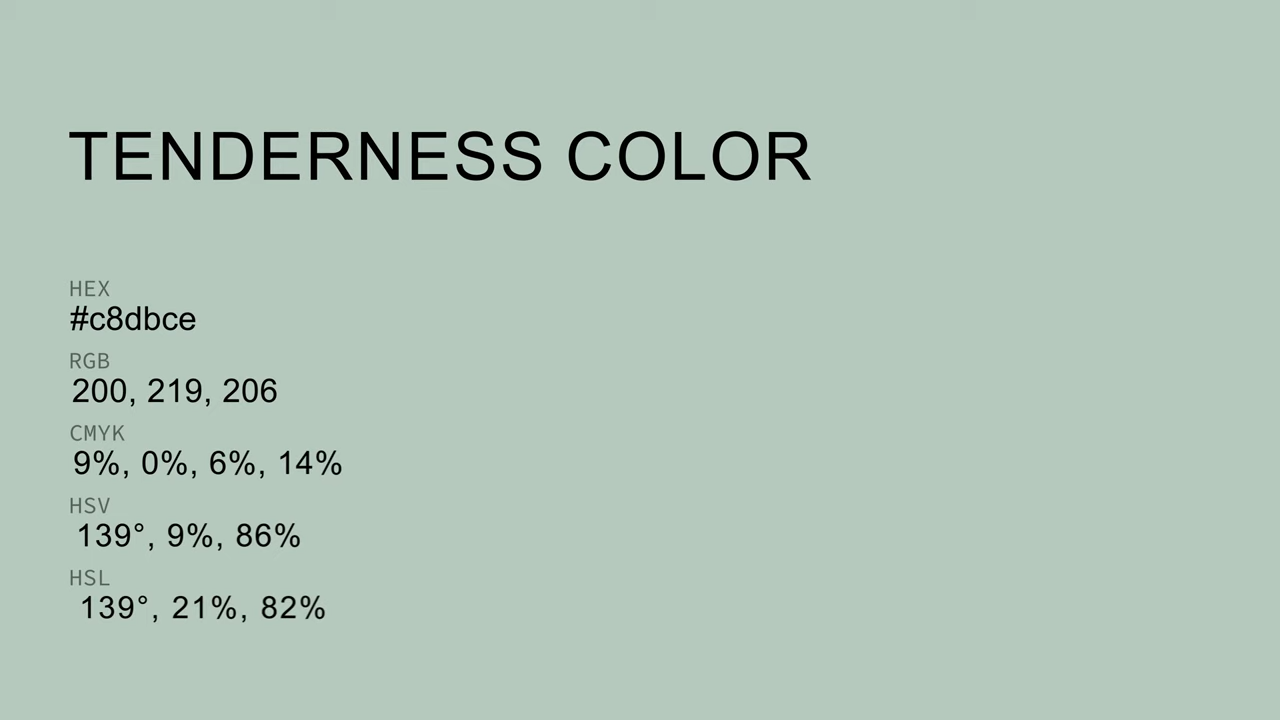 TENDERNESS COLOR
HEX
#c8dbce
RGB
200, 219, 206
CMYK
9%, 0%, 6%, 14%
HSV
139°, 9%, 86%
HSL
139°, 21%, 82%